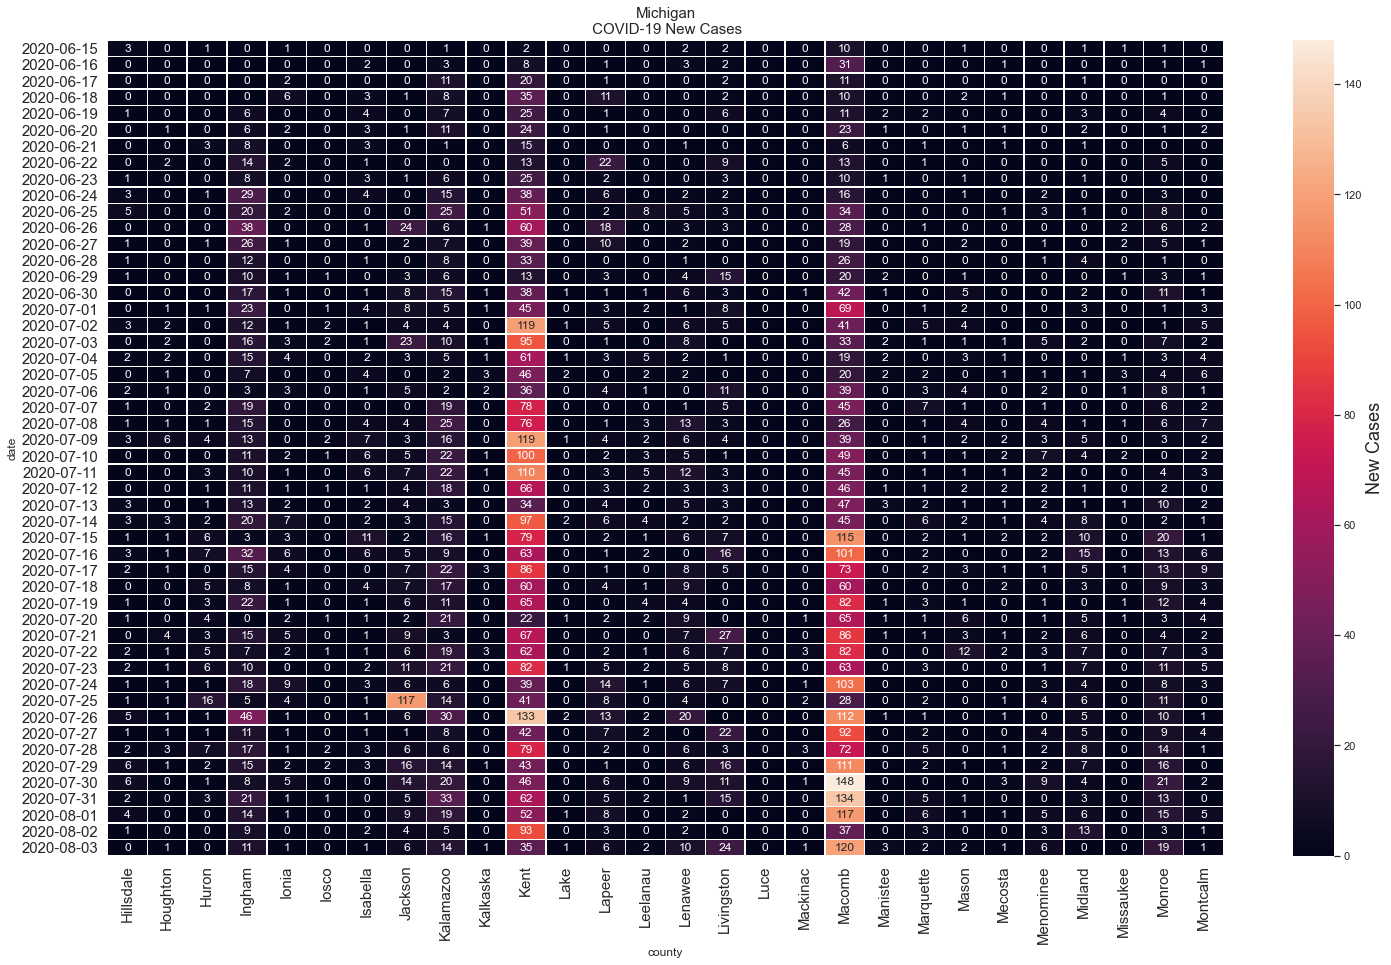 Michigan
COVID-19 New Cases
2020-06-15 3 0 1 0 1 0 0 0 1 0 2 0 0 0 2 2 0 0 10 0 0 1 0 0 1 1 1 0
2020-06-16 0 0 0 0 0 0 2 0 3 0 8 0 1 0 3 2 0 0 31 0 0 0 1 0 0 0 1 1
2020-06-17 0 0 0 0 2 0 0 0 11 0 20 0 1 0 0 2 0 0 11 0 0 0 0 0 1 0 0 0
2020-06-18 0 0 0 0 6 0 3 1 8 0 35 0 11 0 0 2 0 0 10 0 0 2 1 0 0 0 1 0
2020-06-19 1 0 0 6 0 0 4 0 7 0 25 0 1 0 0 6 0 0 11 2 2 0 0 0 3 0 4 0
2020-06-20 0 1 0 6 2 0 3 1 11 0 24 0 1 0 0 0 0 0 23 1 0 1 1 0 2 0 1 2
2020-06-21 0 0 3 8 0 0 3 0 1 0 15 0 0 0 1 0 0 0 6 0 1 0 1 0 1 0 0 0
2020-06-22 0 2 0 14 2 0 1 0 0 0 13 0 22 0 0 9 0 0 13 0 1 0 0 0 0 0 5 0
2020-06-23 1 0 0 8 0 0 3 1 6 0 25 0 2 0 0 3 0 0 10 1 0 1 0 0 1 0 0 0
2020-06-24 3 0 1 29 0 0 4 0 15 0 38 0 6 0 2 2 0 0 16 0 0 1 0 2 0 0 3 0
2020-06-25 5 0 0 20 2 0 0 0 25 0 51 0 2 8 5 3 0 0 34 0 0 0 1 3 1 0 8 0
2020-06-26 0 0 0 38 0 0 1 24 6 1 60 0 18 0 3 3 0 0 28 0 1 0 0 0 0 2 6 2
2020-06-27 1 0 1 26 1 0 0 2 7 0 39 0 10 0 2 0 0 0 19 0 0 2 0 1 0 2 5 1
2020-06-28 1 0 0 12 0 0 1 0 8 0 33 0 0 0 1 0 0 0 26 0 0 0 0 1 4 0 1 0
2020-06-29 1 0 0 10 1 1 0 3 6 0 13 0 3 0 4 15 0 0 20 2 0 1 0 0 0 1 3 1
2020-06-30 0 0 0 17 1 0 1 8 15 1 38 1 1 1 6 3 0 1 42 1 0 5 0 0 2 0 11 1
2020-07-01 0 1 1 23 0 1 4 8 5 1 45 0 3 2 1 8 0 0 69 0 1 2 0 0 3 0 1 3
2020-07-02 3 2 0 12 1 2 1 4 4 0 119 1 5 0 6 5 0 0 41 0 5 4 0 0 0 0 1 5
2020-07-03 0 2 0 16 3 2 1 23 10 1 95 0 1 0 8 0 0 0 33 2 1 1 1 5 2 0 7 2
2020-07-04 2 2 0 15 4 0 2 3 5 1 61 1 3 5 2 1 0 0 19 2 0 3 1 0 0 1 3 4
2020-07-05 0 1 0 7 0 0 4 0 2 3 46 2 0 2 2 0 0 0 20 2 2 0 1 1 1 3 4 6
2020-07-06 2 1 0 3 3 0 1 5 2 2 36 0 4 1 0 11 0 0 39 0 3 4 0 2 0 1 8 1
2020-07-07 1 0 2 19 0 0 0 0 19 0 78 0 0 0 1 5 0 0 45 0 7 1 0 1 0 0 6 2
2020-07-08 1 1 1 15 0 0 4 4 25 0 76 0 1 3 13 3 0 0 26 0 1 4 0 4 1 1 6 7
2020-07-09 3 6 4 13 0 2 7 3 16 0 119 1 4 2 6 4 0 0 39 0 1 2 2 3 5 0 3 2
2020-07-10 0 0 0 11 2 1 6 5 22 1 100 0 2 3 5 1 0 0 49 0 1 1 2 7 4 2 0 2
2020-07-11 0 0 3 10 1 0 6 7 22 1 110 0 3 5 12 3 0 0 45 0 1 1 1 2 0 0 4 3
2020-07-12 0 0 1 11 1 1 1 4 18 0 66 0 3 2 3 3 0 0 46 1 1 2 2 2 1 0 2 0
2020-07-13 3 0 1 13 2 0 2 4 3 0 34 0 4 0 5 3 0 0 47 3 2 1 1 2 1 1 10 2
2020-07-14 3 3 2 20 7 0 2 3 15 0 97 2 6 4 2 2 0 0 45 0 6 2 1 4 8 0 2 1
2020-07-15 1 1 6 3 3 0 11 2 16 1 79 0 2 1 6 7 0 0 115 0 2 1 2 2 10 0 20 1
2020-07-16 3 1 7 32 6 0 6 5 9 0 63 0 1 2 0 16 0 0 101 0 2 0 0 2 15 0 13 6
2020-07-17 2 1 0 15 4 0 0 7 22 3 86 0 1 0 8 5 0 0 73 0 2 3 1 1 5 1 13 9
2020-07-18 0 0 5 8 1 0 4 7 17 0 60 0 4 1 9 0 0 0 60 0 0 0 2 0 3 0 9 3
2020-07-19 1 0 3 22 1 0 1 6 11 0 65 0 0 4 4 0 0 0 82 1 3 1 0 1 0 1 12 4
2020-07-20 1 0 4 0 2 1 1 2 21 0 22 1 2 2 9 0 0 1 65 1 1 6 0 1 5 1 3 4
2020-07-21 0 4 3 15 5 0 1 9 3 0 67 0 0 0 7 27 0 0 86 1 1 3 1 2 6 0 4 2
2020-07-22 2 1 5 7 2 1 1 6 19 3 62 0 2 1 6 7 0 3 82 0 0 12 2 3 7 0 7 3
2020-07-23 2 1 6 10 0 0 2 11 21 0 82 1 5 2 5 8 0 0 63 0 3 0 0 1 7 0 11 5
2020-07-24 1 1 1 18 9 0 3 6 6 0 39 0 14 1 6 7 0 1 103 0 0 0 0 3 4 0 8 3
2020-07-25 1 1 16 5 4 0 1 117 14 0 41 0 8 0 4 0 0 2 28 0 2 0 1 4 6 0 11 0
2020-07-26 5 1 1 46 1 0 1 6 30 0 133 2 13 2 20 0 0 0 112 1 1 0 1 0 5 0 10 1
2020-07-27 1 1 1 11 1 0 1 1 8 0 42 0 7 2 0 22 0 0 92 0 2 0 0 4 5 0 9 4
2020-07-28 2 3 7 17 1 2 3 6 6 0 79 0 2 0 6 3 0 3 72 0 5 0 1 2 8 0 14 1
2020-07-29 6 1 2 15 2 2 3 16 14 1 43 0 1 0 6 16 0 0 111 0 2 1 1 2 7 0 16 0
2020-07-30 6 0 1 8 5 0 0 14 20 0 46 0 6 0 9 11 0 1 148 0 0 0 3 9 4 0 21 2
2020-07-31 2 0 3 21 1 1 0 5 33 0 62 0 5 2 1 15 0 0 134 0 5 1 0 0 3 0 13 0
2020-08-01 4 0 0 14 1 0 0 9 19 0 52 1 8 0 2 2 0 0 117 0 6 1 1 5 6 0 15 5
2020-08-02 1 0 0 9 0 0 2 4 5 0 93 0 3 0 2 0 0 0 37 0 3 0 0 3 13 0 3 1
2020-08-03 0 1 0 11 1 0 1 6 14 1 35 1 6 2 10 24 0 1 120 3 2 2 1 6 0 0 19 1
date
Hillsdale Houghton Huron Ingham Ionia Iosco Isabella Jackson Kalamazoo Kalkaska Kent Lake Lapeer Leelanau Lenawee Livingston Luce Mackinac Macomb Manistee Marquette Mason Mecosta Menominee Midland Missaukee Monroe Montcalm
county
140
120
100
80
60
40
20
0
New Cases